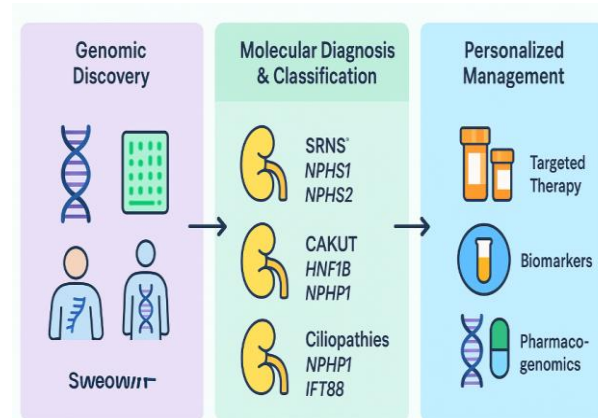 Genomic
Discovery
Molecular Diagnosis
& Classification
SRNS*
NPHS1
NPHS2
CAKUT
HNF1B
NPHP1
Ciliopathies
NPHP1
IFT88
Personalized
Management
Targeted
Therapy
Biomarkers
Pharmaco-
genomics